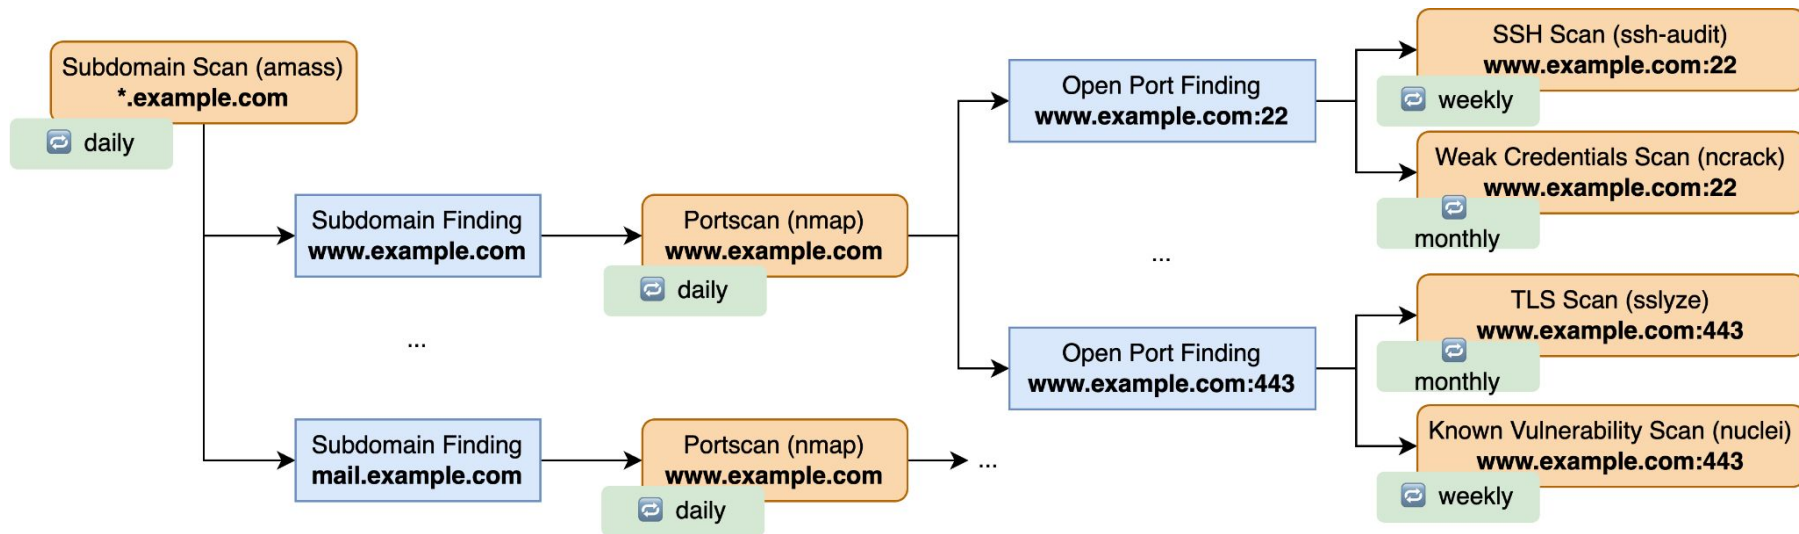 Subdomain Scan (amass)
*.example.com
daily
Subdomain Finding
www.example.com
Portscan (nmap)
www.example.com
daily
...
Subdomain Finding
mail.example.com
Portscan (nmap)
www.example.com
daily
...
Open Port Finding
www.example.com:22
...
Open Port Finding
www.example.com:443
SSH Scan (ssh-audit)
www.example.com:22
weekly
Weak Credentials Scan (ncrack)
www.example.com:22
monthly
TLS Scan (sslyze)
www.example.com:443
monthly
Known Vulnerability Scan (nuclei)
www.example.com:443
weekly